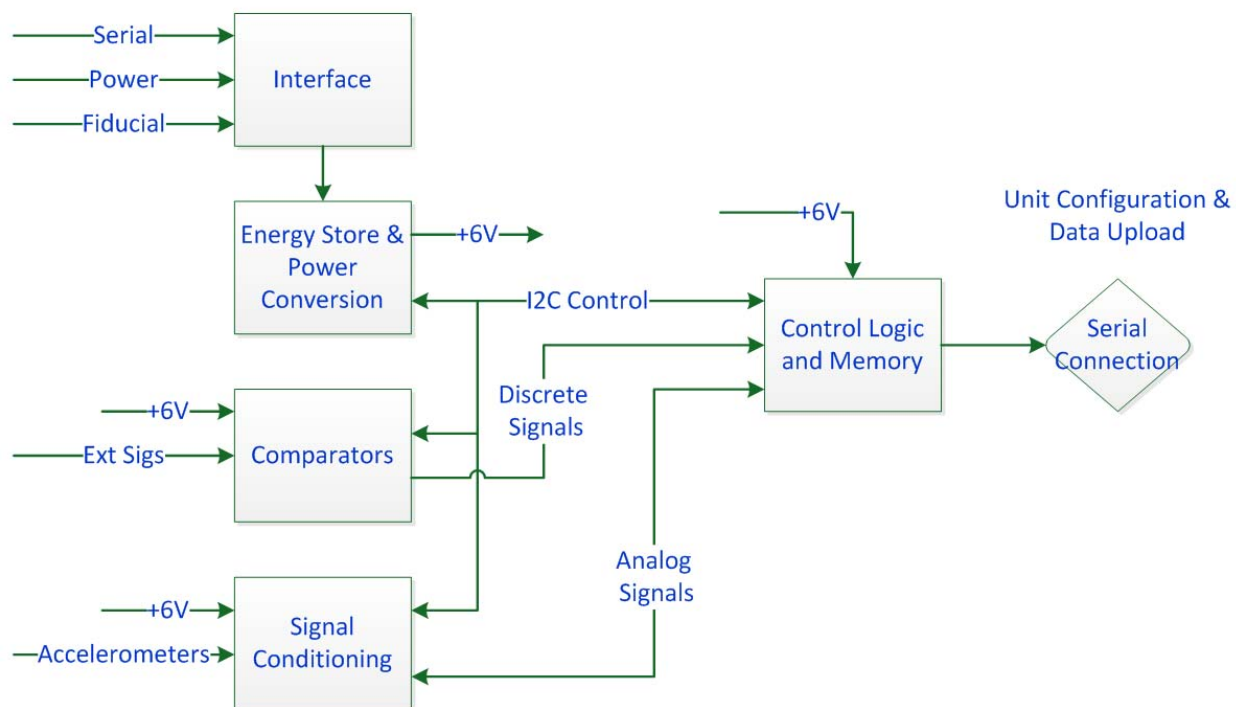 Serial
Power
Fiducial
Interface
Energy Store &
Power
Conversion
+6V
+6V
Unit Configuration &
Data Upload
I2C Control
Control Logic
and Memory
Serial
Connection
Discrete
Signals
+6V
Ext Sigs
Comparators
Analog
Signals
+6V
Accelerometers
Signal
Conditioning